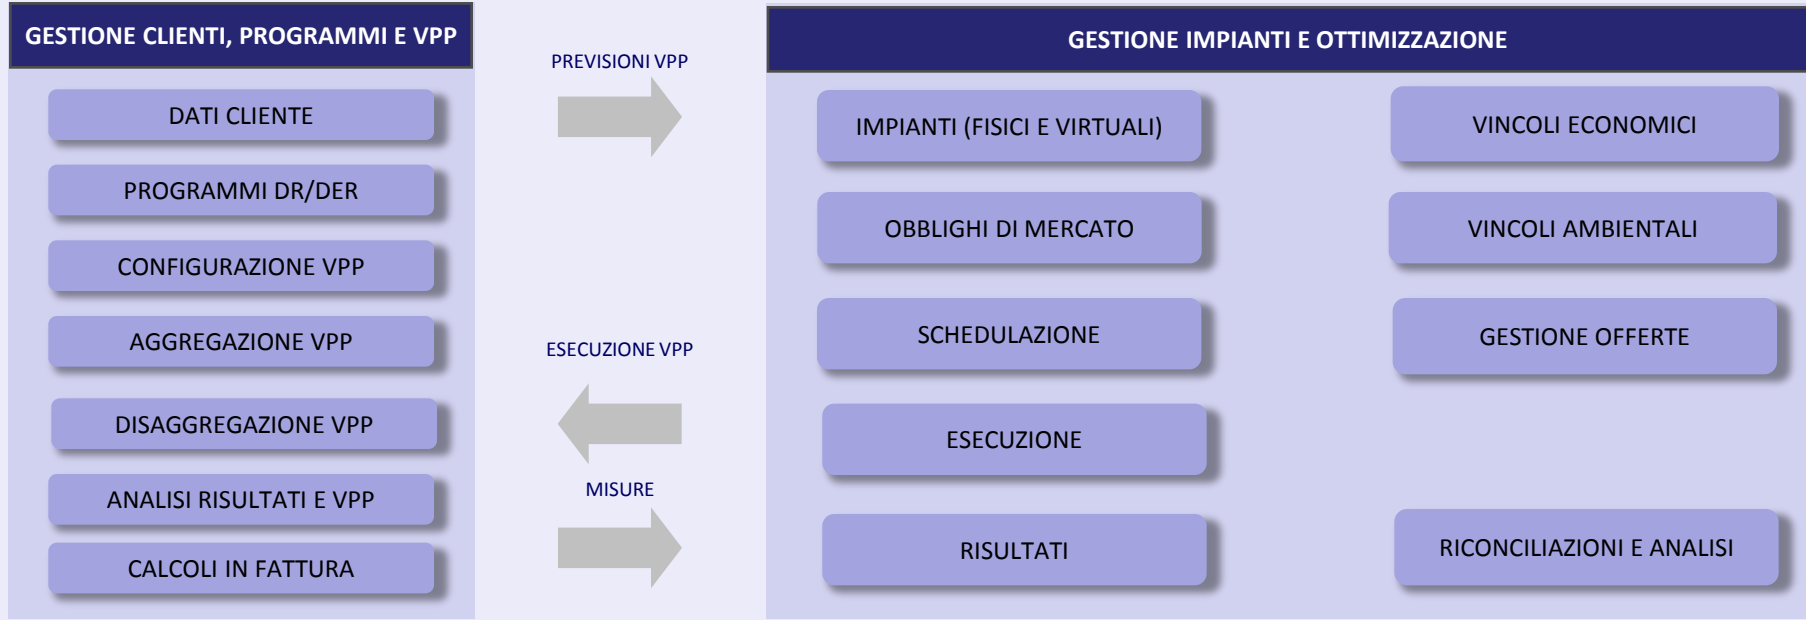 GESTIONE CLIENTI, PROGRAMMI E VPP
DATI CLIENTE
PROGRAMMI DR/DER
CONFIGURAZIONE VPP
AGGREGAZIONE VPP
DISAGGREGAZIONE VPP
ANALISI RISULTATI E VPP
CALCOLI IN FATTURA
PREVISIONI VPP
ESECUZIONE VPP
MISURE
GESTIONE IMPIANTI E OTTIMIZZAZIONE
IMPIANTI (FISICI E VIRTUALI)
OBBLIGHI DI MERCATO
SCHEDULAZIONE
ESECUZIONE
RISULTATI
VINCOLI ECONOMICI
VINCOLI AMBIENTALI
GESTIONE OFFERTE
RICONCILIAZIONI E ANALISI